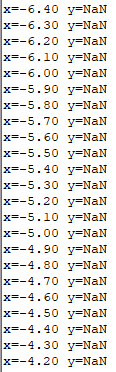 x=-6.40 y=NaN
x=-6.30 y=NaN
x=-6.20 y=NaN
x=-6.10 y=NaN
x=-6.00 y=NaN
x=-5.90 y=NaN
x=-5.80 y=NaN
x=-5.70 y=NaN
x=-5.60 y=NaN
x=-5.50 y=NaN
x=-5.40 y=NaN
x=-5.30 y=NaN
x=-5.20 y=NaN
x=-5.10 y=NaN
x=-5.00 y=NaN
x=-4.90 y=NaN
x=-4.80 y=NaN
x=-4.70 y=NaN
x=-4.60 y=NaN
x=-4.50 y=NaN
x=-4.40 y=NaN
x=-4.30 y=NaN
x=-4.20 y=NaN